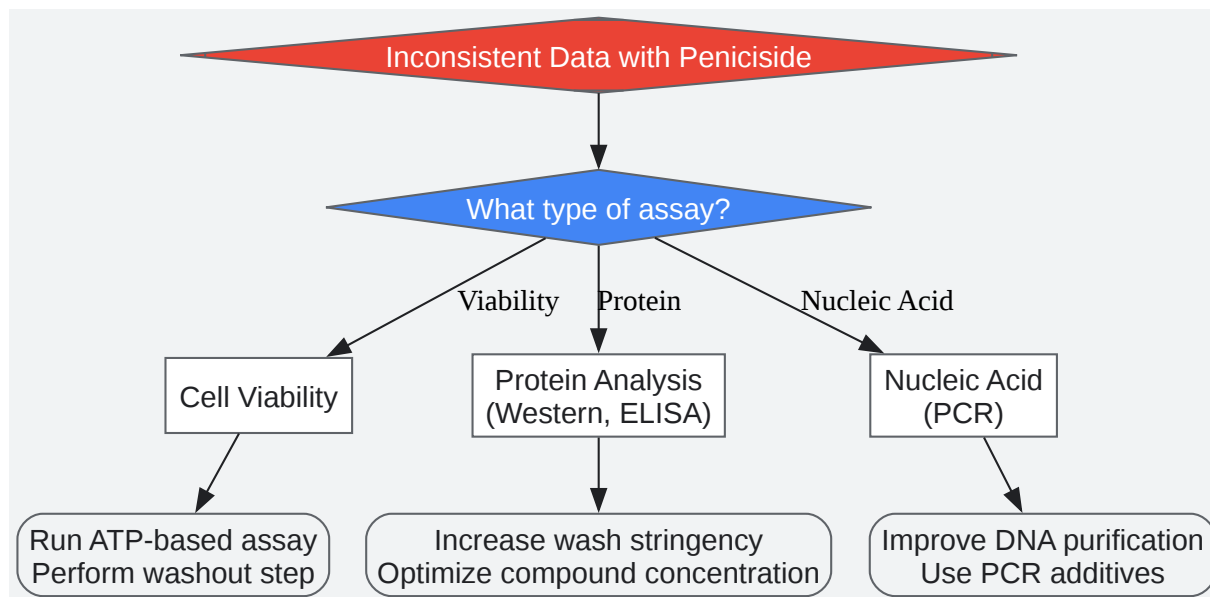 Inconsistent Data with Peniciside
What type of assay?
Viability
Protein
Nucleic Acid
Cell Viability
Protein Analysis
(Western, ELISA)
Nucleic Acid
(PCR)
Run ATP-based assay
Perform washout step
Increase wash stringency
Optimize compound concentration
Improve DNA purification
Use PCR additives